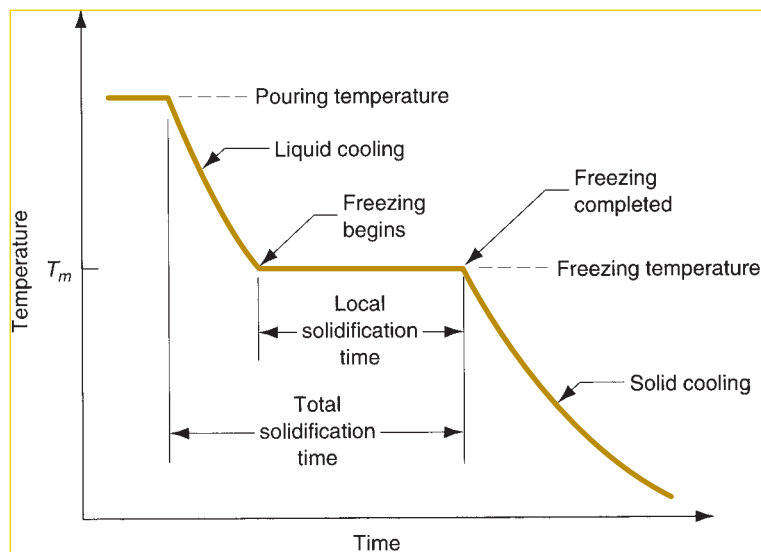 Pouring temperature
Liquid cooling
Freezing
begins
Freezing
completed
Temperature
Tm
Freezing temperature
Local
solidification
time
Solid cooling
Total
solidification
time
Time